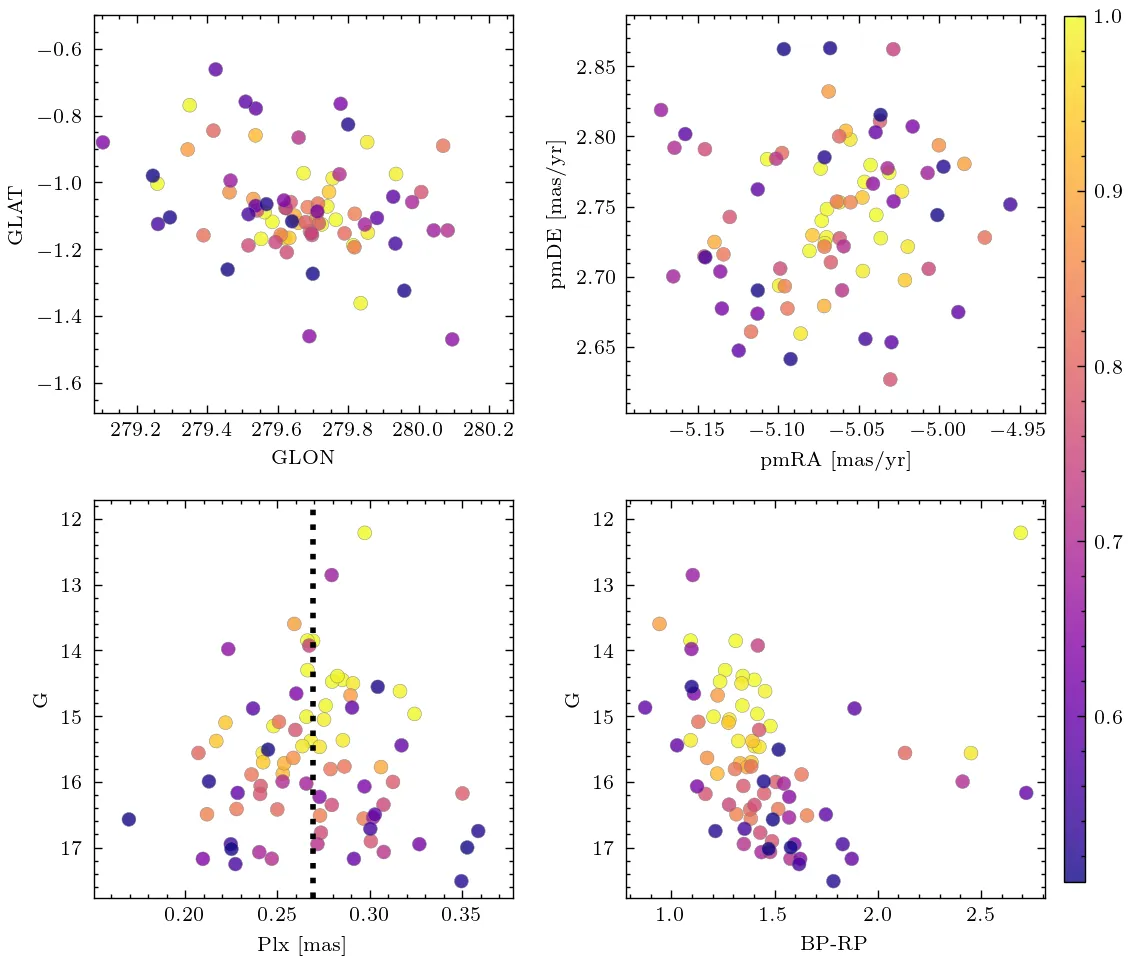 −0.6
−0.8
−1.0
−1.2
−1.4
−1.6
GLAT
279.2 279.4 279.6 279.8 280.0 280.2
GLON
2.85
2.80
2.75
2.70
2.65
pmDE [mas/yr]
−5.15 −5.10 −5.05 −5.00 −4.95
pmRA [mas/yr]
12
13
14
15
16
17
G
0.20 0.25 0.30 0.35
Plx [mas]
12
13
14
15
16
17
G
1.0 1.5 2.0 2.5
BP-RP
1.0
0.9
0.8
0.7
0.6